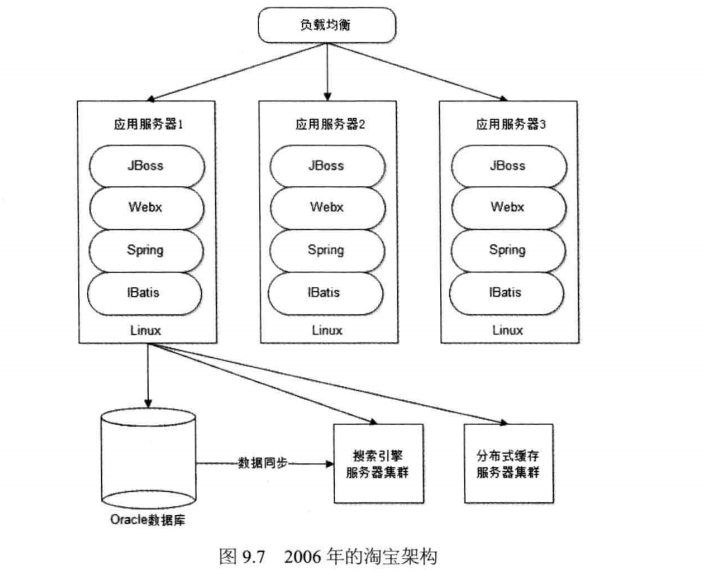 负载均衡
应用服务器1
JBoss
Webx
Spring
IBatis
Linux
应用服务器2
JBoss
Webx
Spring
IBatis
Linux
应用服务器3
JBoss
Webx
Spring
IBatis
Linux
数据同步
Oracle数据库
搜索引擎
服务器集群
分布式缓存
服务器集群
图 9.7 2006 年的淘宝架构